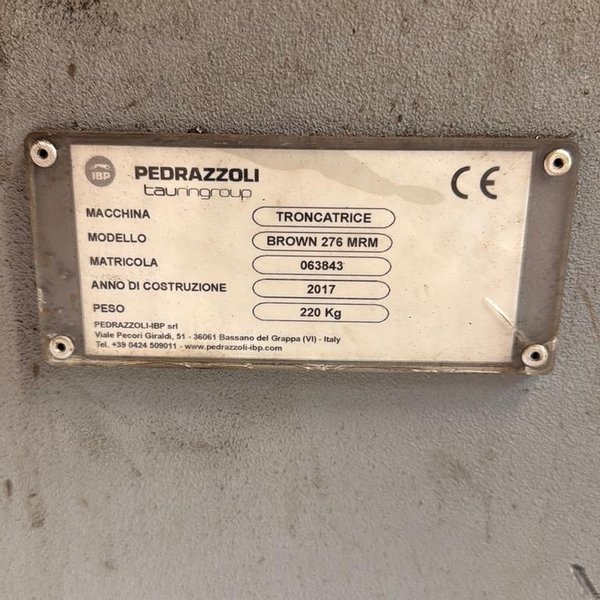 IBP PEDRAZZOLI
tauringroup
CE
MACCHINA TRONCATRICE
MODELLO BROWN 276 MRM
MATRICOLA 063843
ANNO DI COSTRUZIONE 2017
PESO 220 Kg
PEDRAZZOLI-IBP srl
Viale Pecori Giraldi, 51 - 36061 Bassano del Grappa (VI) - Italy
Tel. +39 0424 509011 - www.pedrazzoli-ibp.com